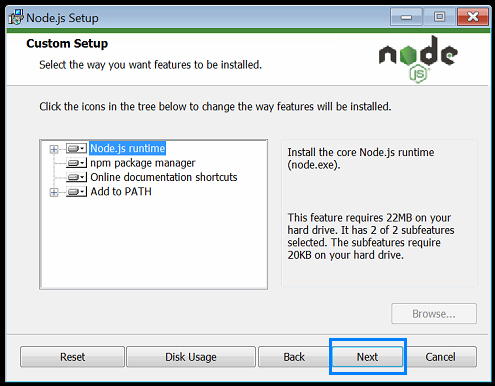 Node.js Setup
Custom Setup
Select the way you want features to be installed.
node
JS
Click the icons in the tree below to change the way features will be installed.
Node.js runtime
npm package manager
Online documentation shortcuts
Add to PATH
Install the core Node.js runtime
(node.exe).
This feature requires 22MB on your
hard drive. It has 2 of 2 subfeatures
selected. The subfeatures require
20KB on your hard drive.
Browse...
Reset
Disk Usage
Back
Next
Cancel